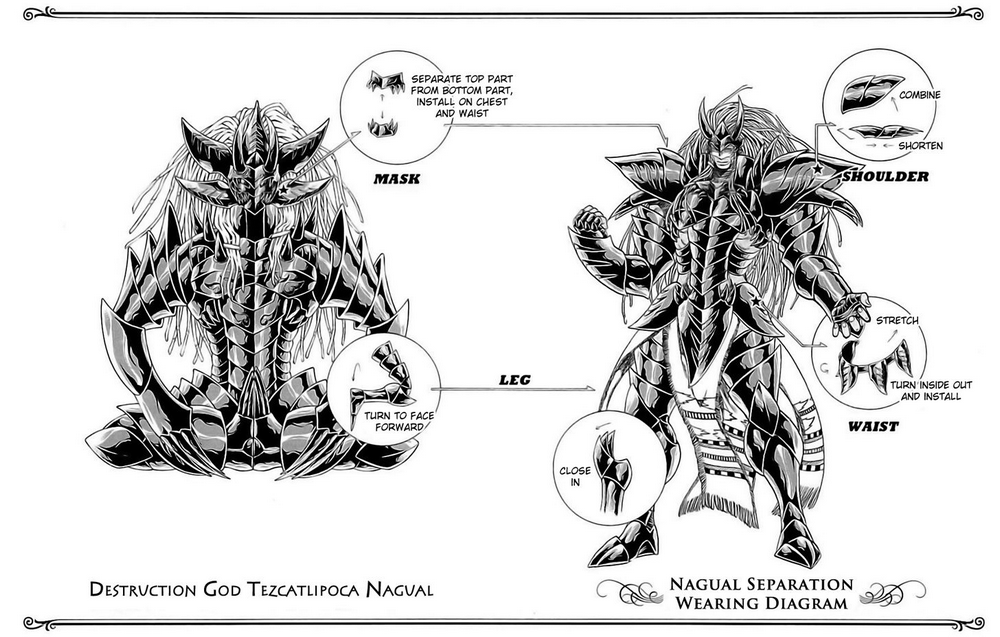 SEPARATE TOP PART
FROM BOTTOM PART,
INSTALL ON CHEST
AND WAIST
MASK
COMBINE
SHORTEN
SHOULDER
STRETCH
TURN INSIDE OUT
AND INSTALL
WAIST
LEG
TURN TO FACE
FORWARD
CLOSE
IN
DESTRUCTION GOD TEZCATLIPOCA NAGUAL
NAGUAL SEPARATION
WEARING DIAGRAM